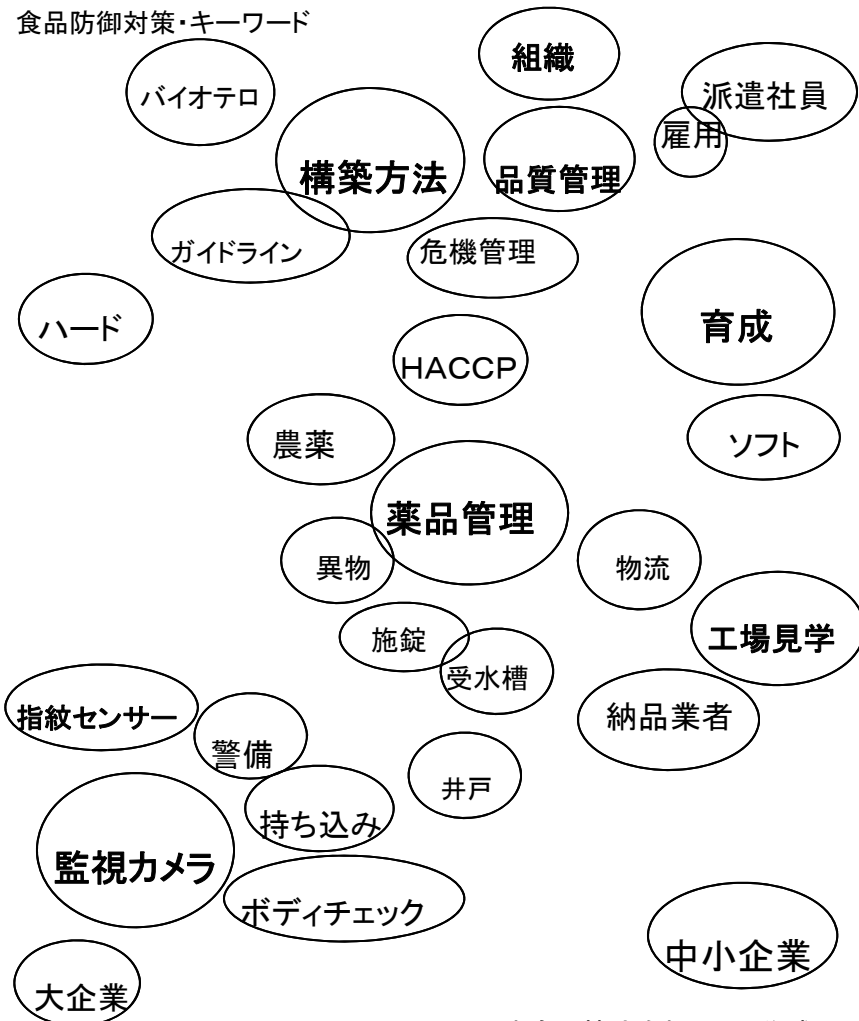 食品防御対策・キーワード
組織
バイオテロ
派遣社員
雇用
構築方法
品質管理
ガイドライン
危機管理
ハード
育成
HACCP
農薬
ソフト
薬品管理
異物
物流
施錠
工場見学
受水槽
指紋センサー
納品業者
警備
井戸
持ち込み
監視カメラ
ボディチェック
中小企業
大企業